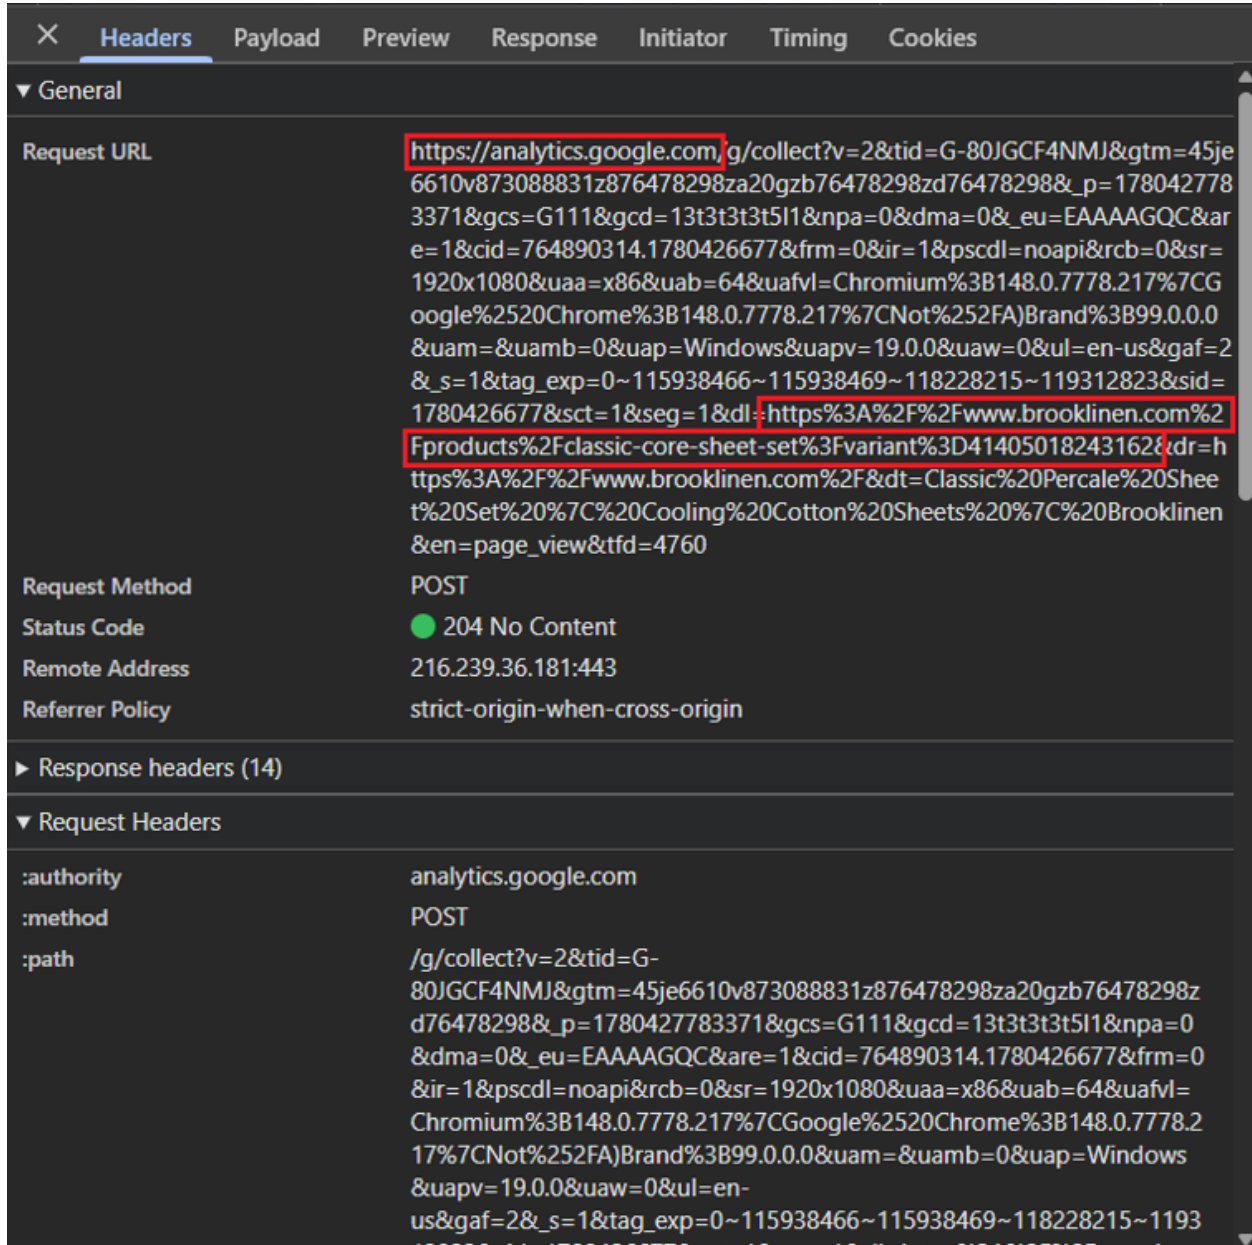 Headers Payload Preview Response Initiator Timing Cookies
General
Request URL
https://analytics.google.com/g/collect?v=2&tid=G-80JGCF4NMJ&gtm=45je
6610v873088831z876478298za20gzb76478298zd76478298&_p=178042778
3371&gcs=G111&gcd=13t3t3t3t5l1&npa=0&dma=0&_eu=EAAAAGQC&ar
e=1&cid=764890314.1780426677&frm=0&ir=1&pscdl=noapi&rcb=0&sr=
1920x1080&uaa=x86&uab=64&uafvl=Chromium%3B148.0.7778.217%7CG
oogle%2520Chrome%3B148.0.7778.217%7CNot%252FA)Brand%3B99.0.0.0
&uam=&uamb=0&uap=Windows&uapv=19.0.0&uaw=0&ul=en-us&gaf=2
&_s=1&tag_exp=0~115938466~115938469~118228215~119312823&sid=
1780426677&sct=1&seg=1&dl=https%3A%2F%2Fwww.brooklinen.com%2
Fproducts%2Fclassic-core-sheet-set%3Fvariant%3D41405018243162&dr=h
ttps%3A%2F%2Fwww.brooklinen.com%2F&dt=Classic%20Percale%20Shee
t%20Set%20%7C%20Cooling%20Cotton%20Sheets%20%7C%20Brooklinen
&en=page_view&tfd=4760
Request Method POST
Status Code 204 No Content
Remote Address 216.239.36.181:443
Referrer Policy strict-origin-when-cross-origin
Response headers (14)
Request Headers
:authority analytics.google.com
:method POST
:path /g/collect?v=2&tid=G-
80JGCF4NMJ&gtm=45je6610v873088831z876478298za20gzb76478298z
d76478298&_p=1780427783371&gcs=G111&gcd=13t3t3t3t5l1&npa=0
&dma=0&_eu=EAAAAGQC&are=1&cid=764890314.1780426677&frm=0
&ir=1&pscdl=noapi&rcb=0&sr=1920x1080&uaa=x86&uab=64&uafvl=
Chromium%3B148.0.7778.217%7CGoogle%2520Chrome%3B148.0.7778.2
17%7CNot%252FA)Brand%3B99.0.0.0&uam=&uamb=0&uap=Windows
&uapv=19.0.0&uaw=0&ul=en-
us&gaf=2&_s=1&tag_exp=0~115938466~115938469~118228215~1193